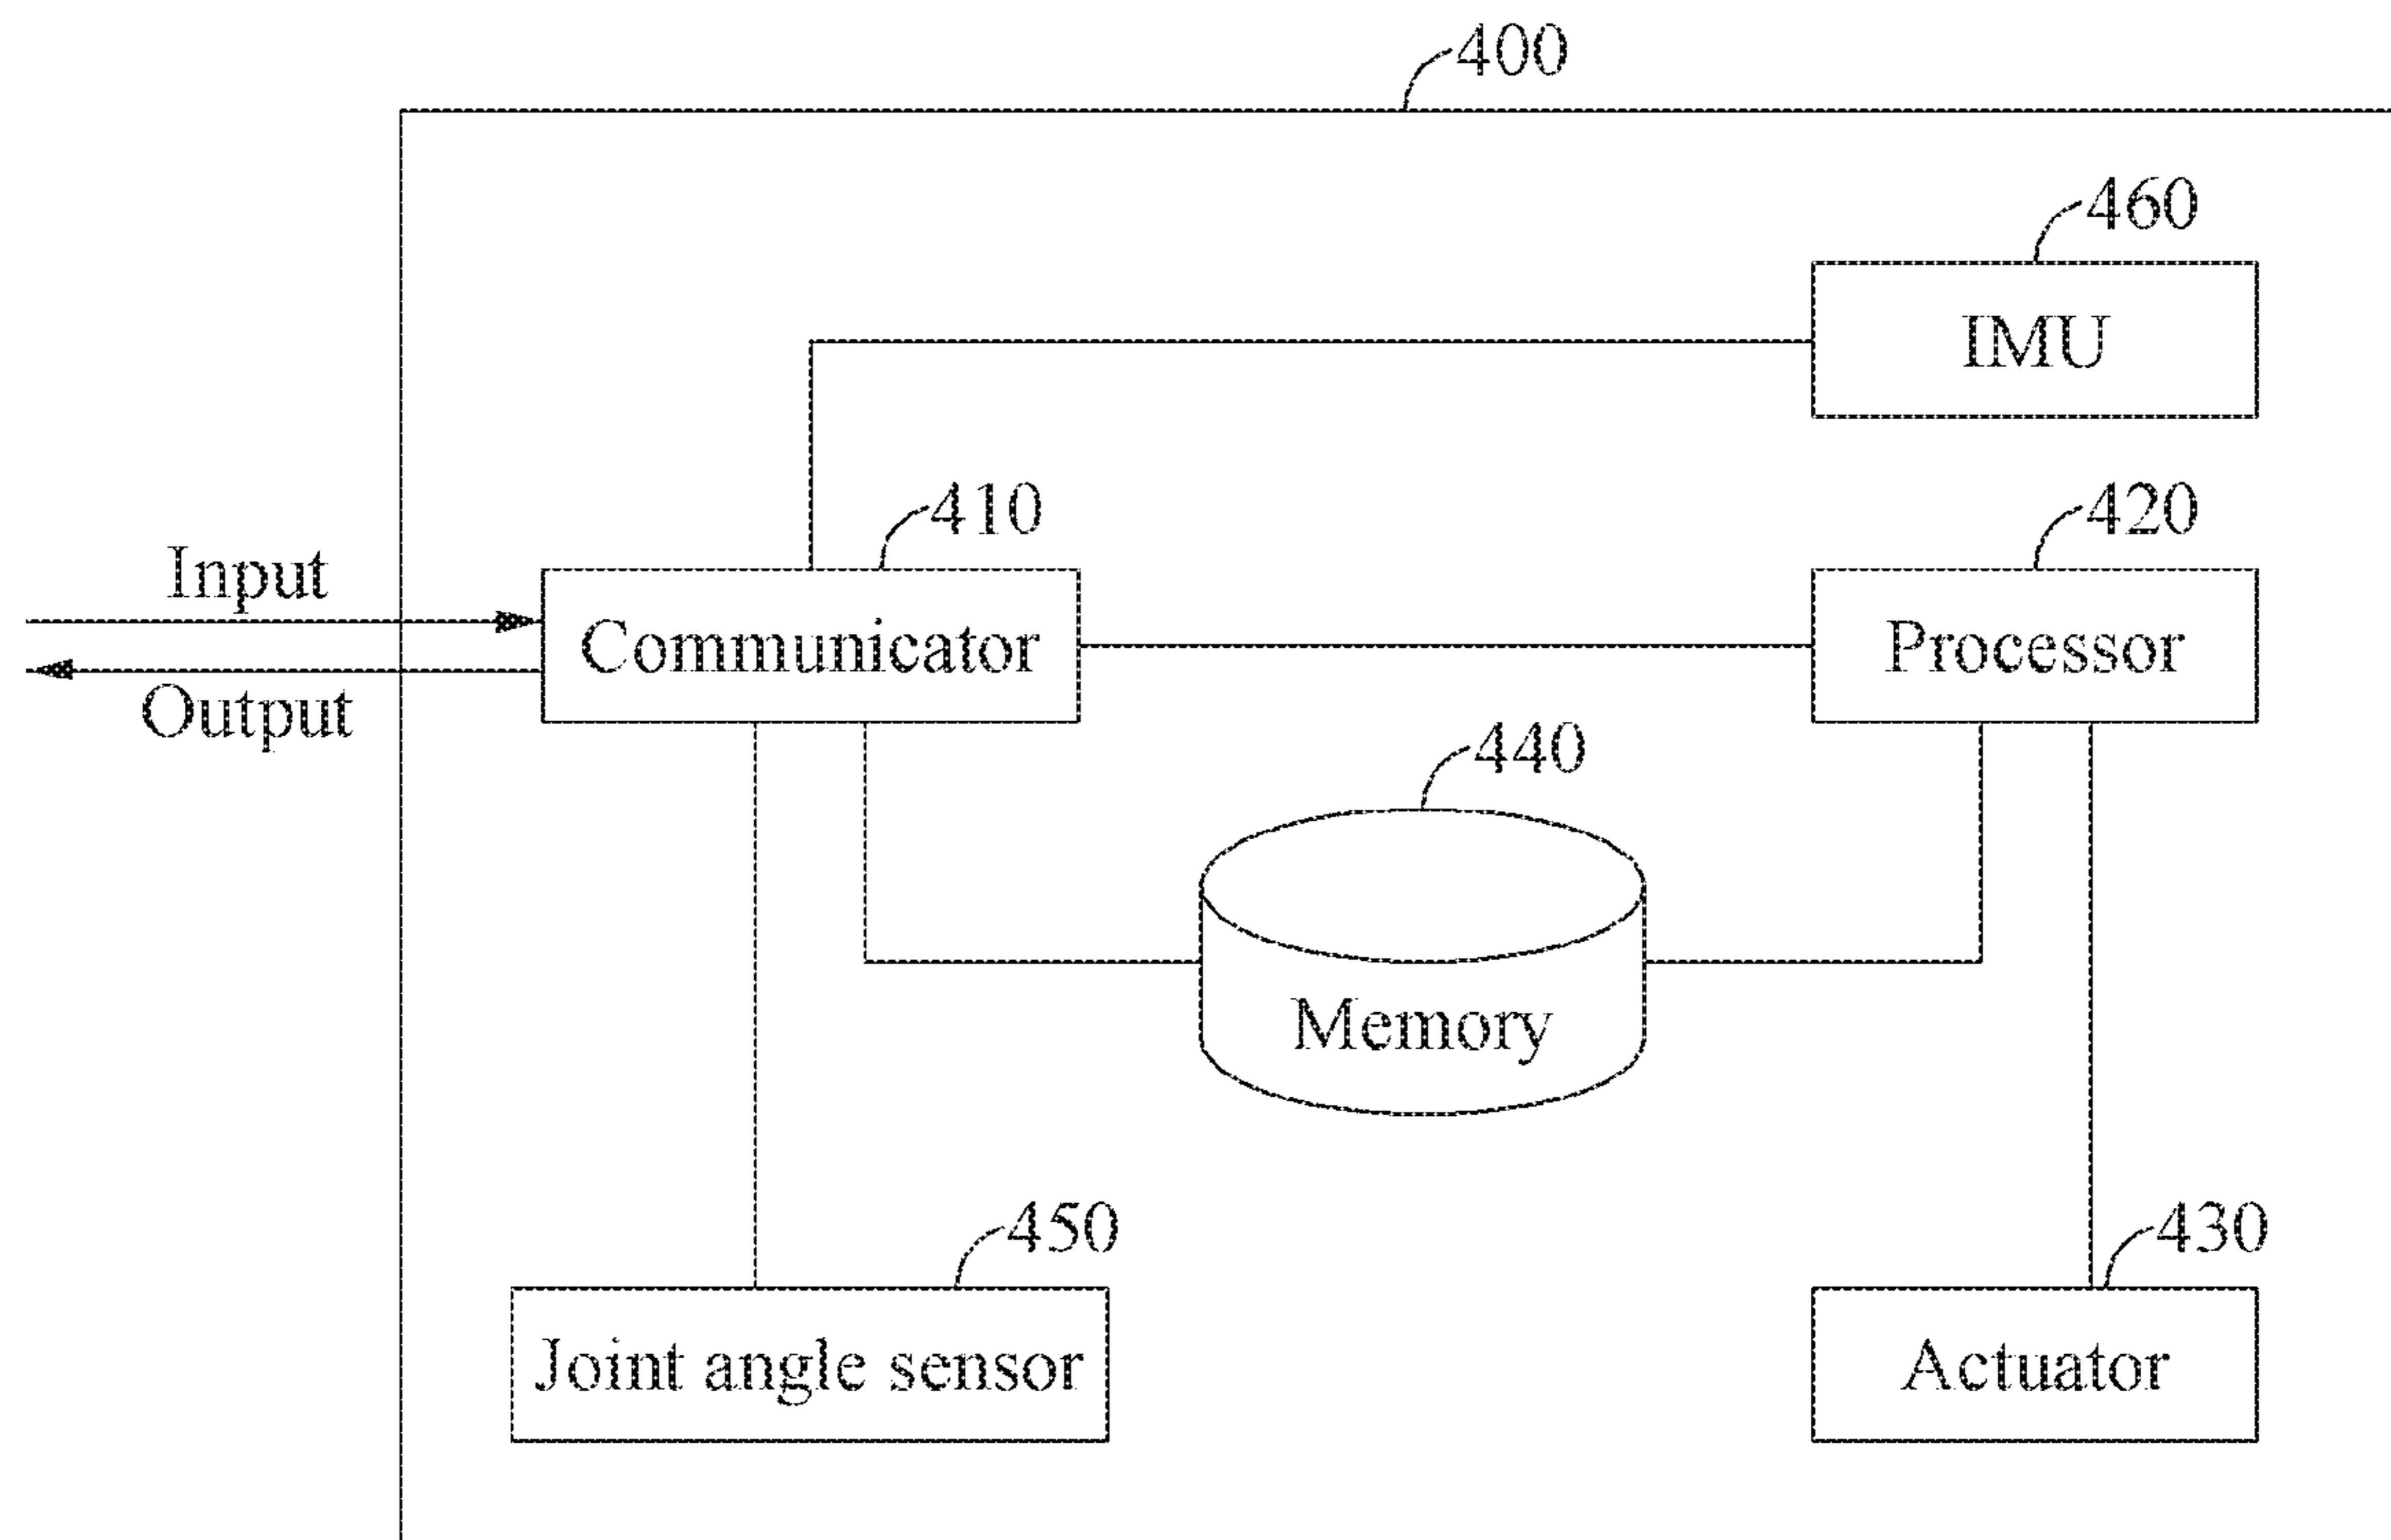 400
460
IMU
410
420
Input
Communicator
Processor
Output
440
Memory
450
430
Joint angle sensor
Actuator